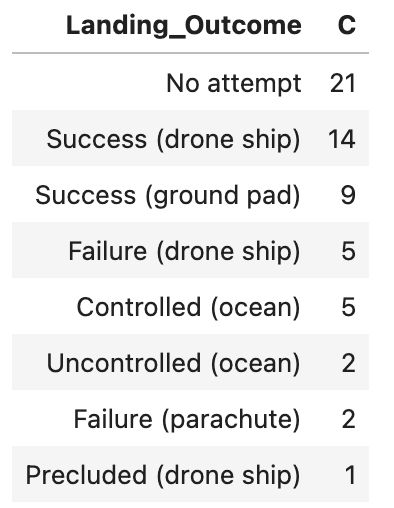 Landing_Outcome C
No attempt 21
Success (drone ship) 14
Success (ground pad) 9
Failure (drone ship) 5
Controlled (ocean) 5
Uncontrolled (ocean) 2
Failure (parachute) 2
Precluded (drone ship) 1